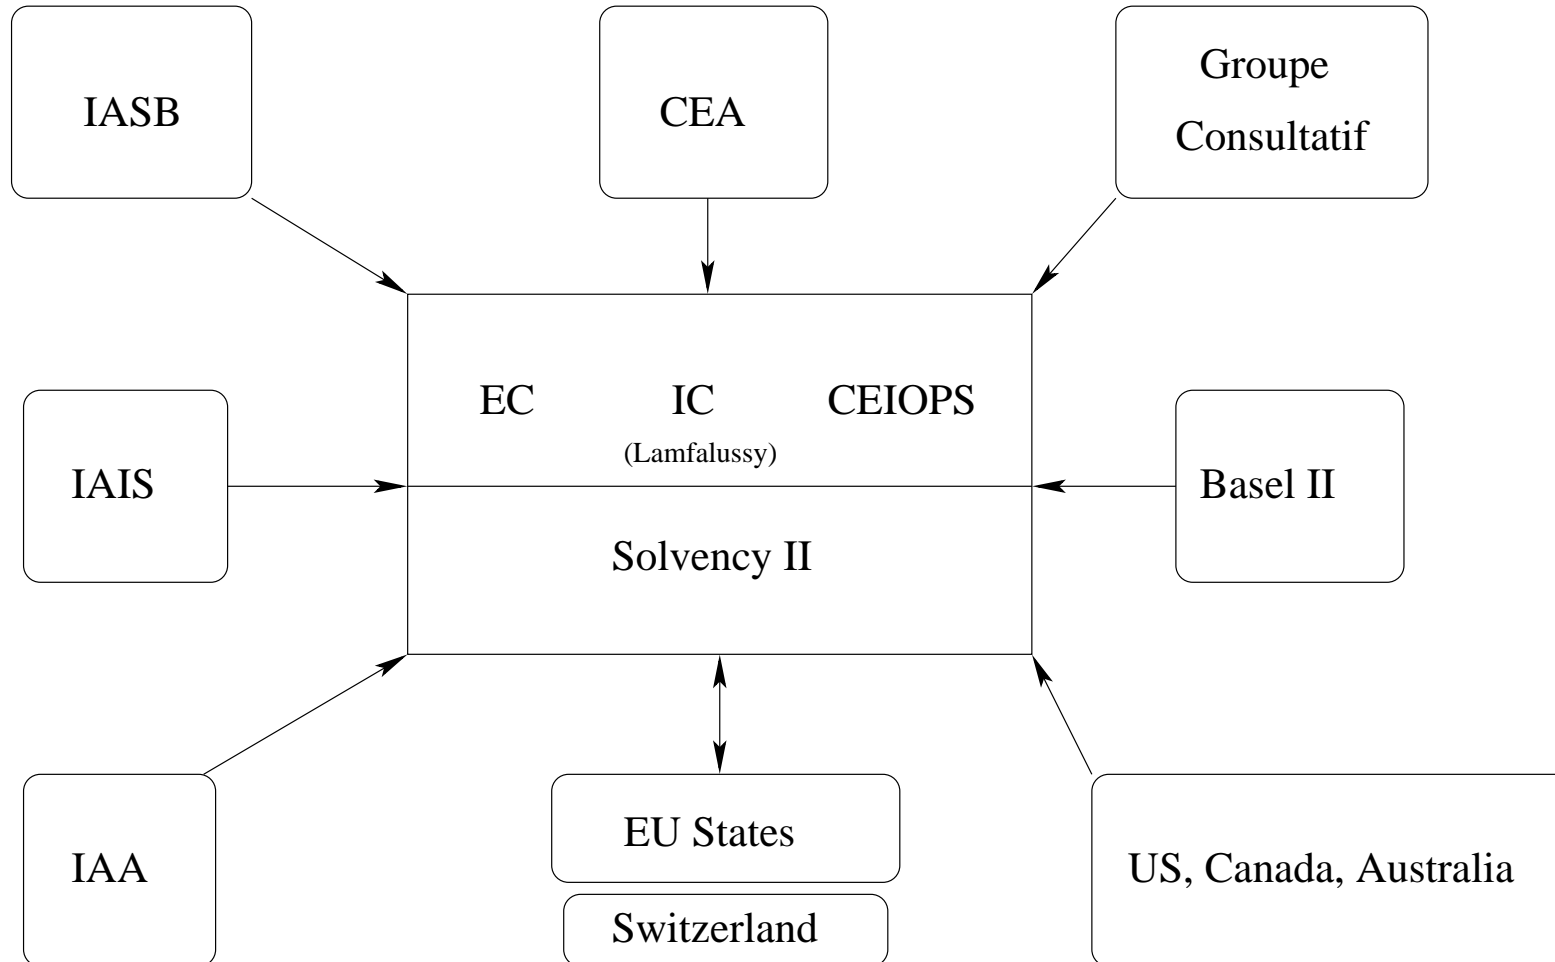 IASB
CEA
Groupe
Consultatif
EC IC CEIOPS
(Lamfalussy)
IAIS
Basel II
Solvency II
EU States
IAA
US, Canada, Australia
Switzerland